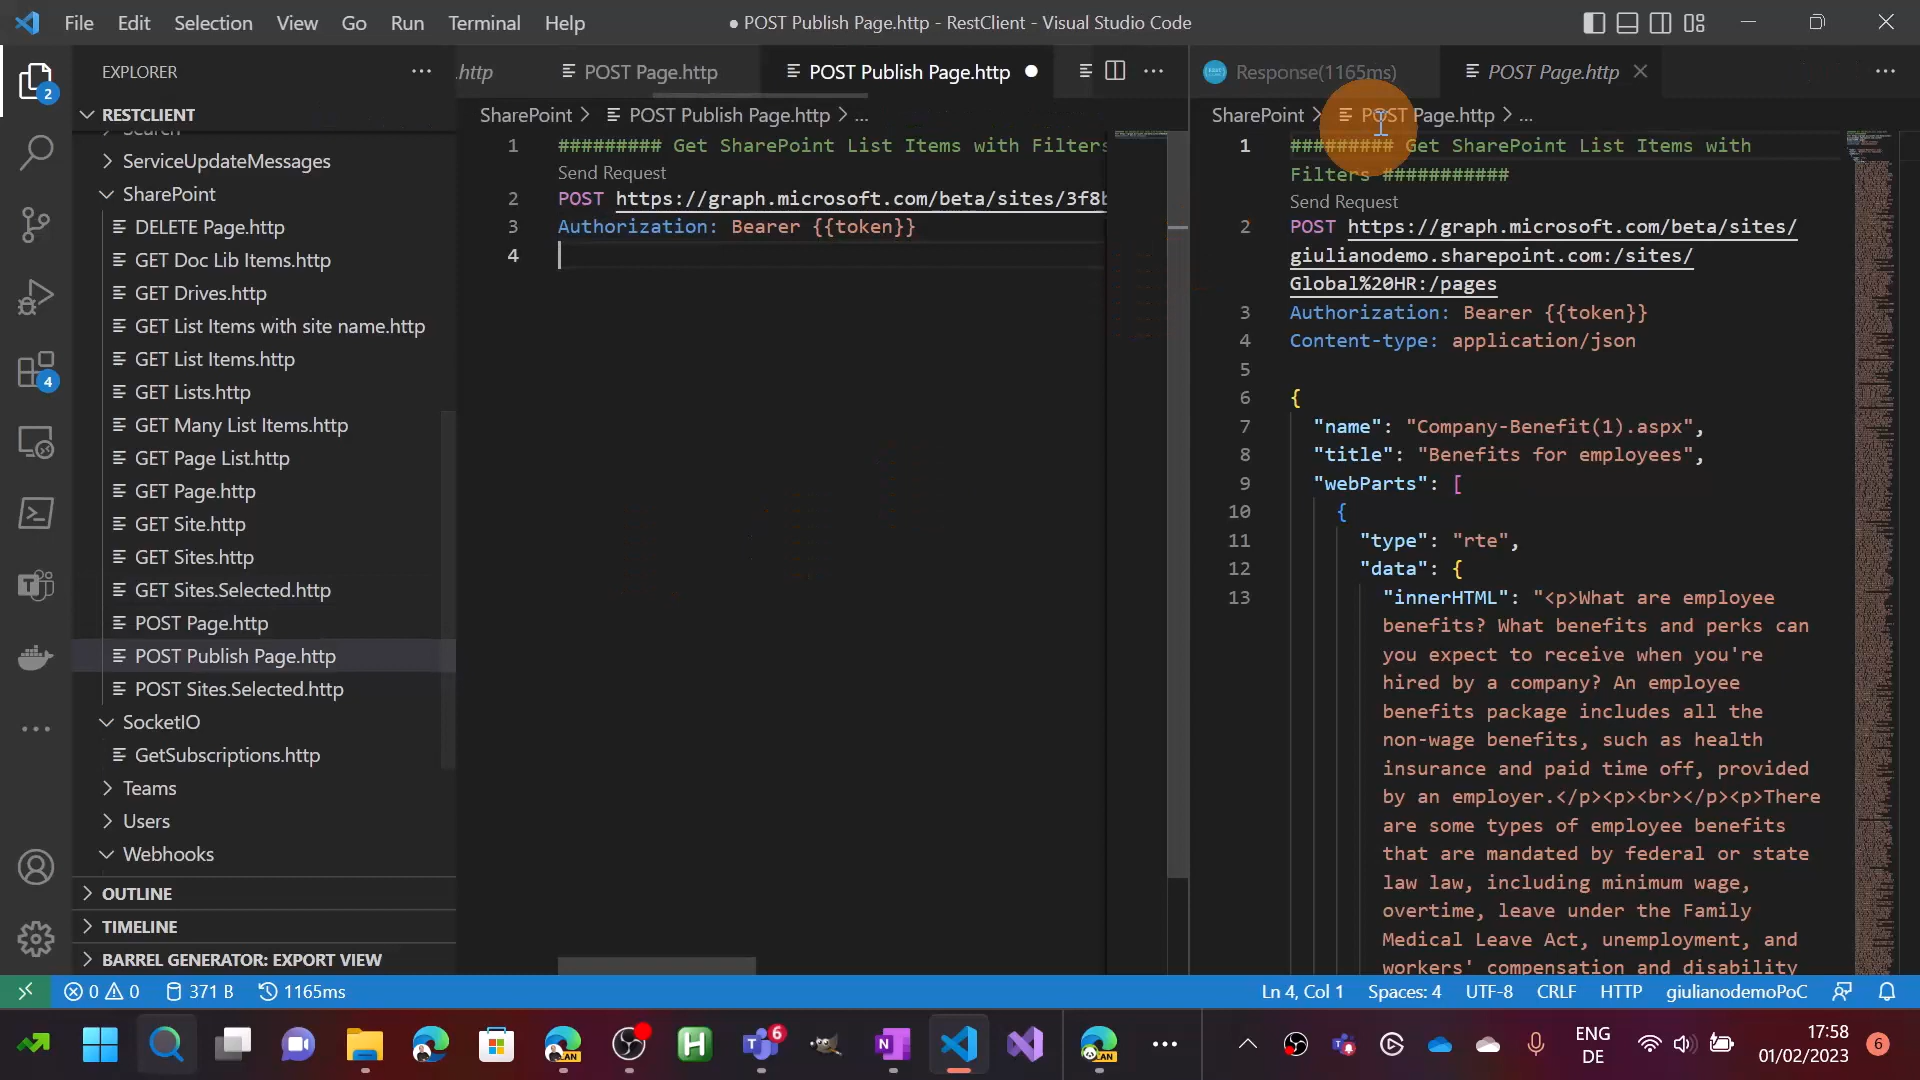 File Edit Selection View Go Run Terminal Help
● POST Publish Page.http - RestClient - Visual Studio Code
EXPLORER
RESTCLIENT
Search
ServiceUpdateMessages
SharePoint
DELETE Page.http
GET Doc Lib Items.http
GET Drives.http
GET List Items with site name.http
GET List Items.http
GET Lists.http
GET Many List Items.http
GET Page List.http
GET Page.http
GET Site.http
GET Sites.http
GET Sites.Selected.http
POST Page.http
POST Publish Page.http
POST Sites.Selected.http
SocketIO
GetSubscriptions.http
Teams
Users
Webhooks
OUTLINE
TIMELINE
BARREL GENERATOR: EXPORT VIEW
2
4
.http POST Page.http POST Publish Page.http
SharePoint > POST Publish Page.http > ...
1 ######### Get SharePoint List Items with Filters
Send Request
2 POST https://graph.microsoft.com/beta/sites/3f8b
3 Authorization: Bearer {{token}}
4
Response(1165ms) POST Page.http
SharePoint > POST Page.http > ...
1 ######### Get SharePoint List Items with
Filters ###########
Send Request
2 POST https://graph.microsoft.com/beta/sites/
giulianodemo.sharepoint.com:/sites/
Global%20HR:/pages
3 Authorization: Bearer {{token}}
4 Content-type: application/json
5
6 {
7 "name": "Company-Benefit(1).aspx",
8 "title": "Benefits for employees",
9 "webParts": [
10 {
11 "type": "rte",
12 "data": {
13 "innerHTML": "<p>What are employee
benefits? What benefits and perks can
you expect to receive when you're
hired by a company? An employee
benefits package includes all the
non-wage benefits, such as health
insurance and paid time off, provided
by an employer.</p><p><br></p><p>There
are some types of employee benefits
that are mandated by federal or state
law law, including minimum wage,
overtime, leave under the Family
Medical Leave Act, unemployment, and
workers' compensation and disability
0 0 371 B 1165ms
Ln 4, Col 1 Spaces: 4 UTF-8 CRLF HTTP giulianodemoPoC
6
ENG
DE
17:58
01/02/2023
6